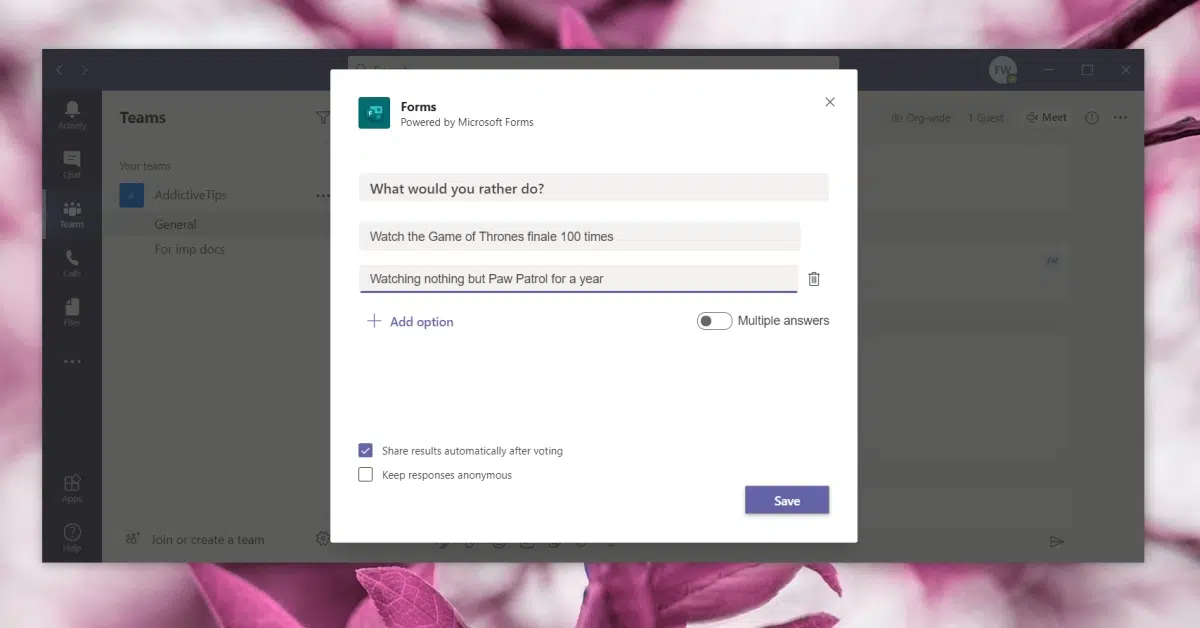 Search
FW
Activity
Chat
Teams
Calls
Files
Apps
Help
Teams
Your teams
A
AddictiveTips
General
For imp docs
Join or create a team
Org-wide
1 Guest
Meet
FW
Forms
Powered by Microsoft Forms
What would you rather do?
Watch the Game of Thrones finale 100 times
Watching nothing but Paw Patrol for a year
Add option
Multiple answers
Share results automatically after voting
Keep responses anonymous
Save